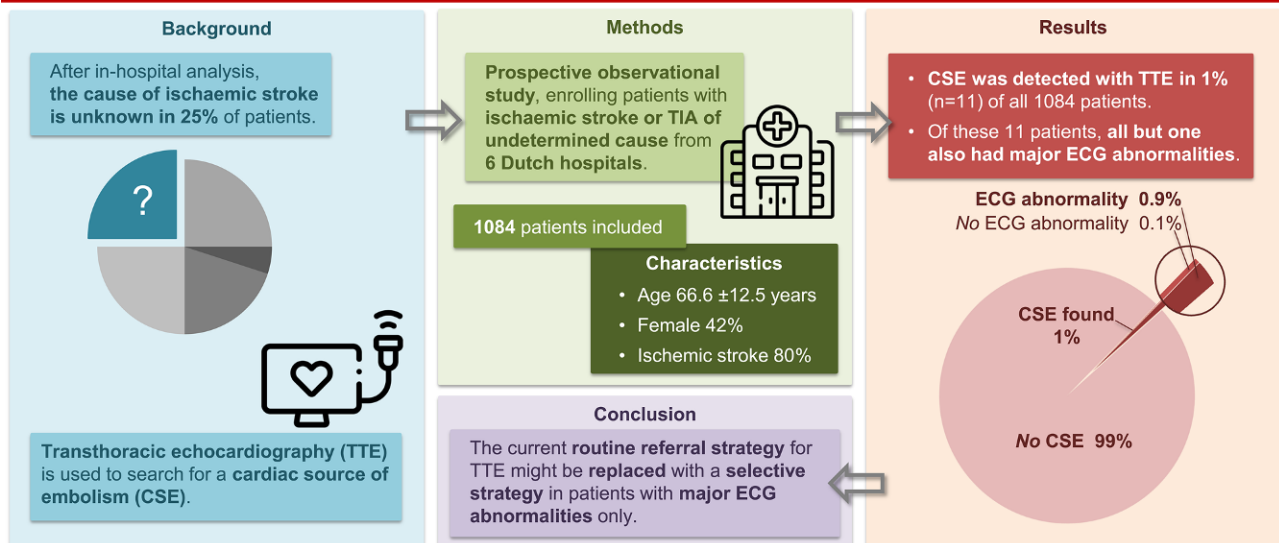 Background
After in-hospital analysis,
the cause of ischaemic stroke
is unknown in 25% of patients.
?
Transthoracic echocardiography (TTE)
is used to search for a cardiac source of
embolism (CSE).
Methods
Prospective observational
study, enrolling patients with
ischaemic stroke or TIA of
undetermined cause from
6 Dutch hospitals.
1084 patients included
Characteristics
• Age 66.6 ±12.5 years
• Female 42%
• Ischemic stroke 80%
Results
• CSE was detected with TTE in 1%
(n=11) of all 1084 patients.
• Of these 11 patients, all but one
also had major ECG abnormalities.
ECG abnormality 0.9%
No ECG abnormality 0.1%
CSE found
1%
No CSE 99%
Conclusion
The current routine referral strategy for
TTE might be replaced with a selective
strategy in patients with major ECG
abnormalities only.